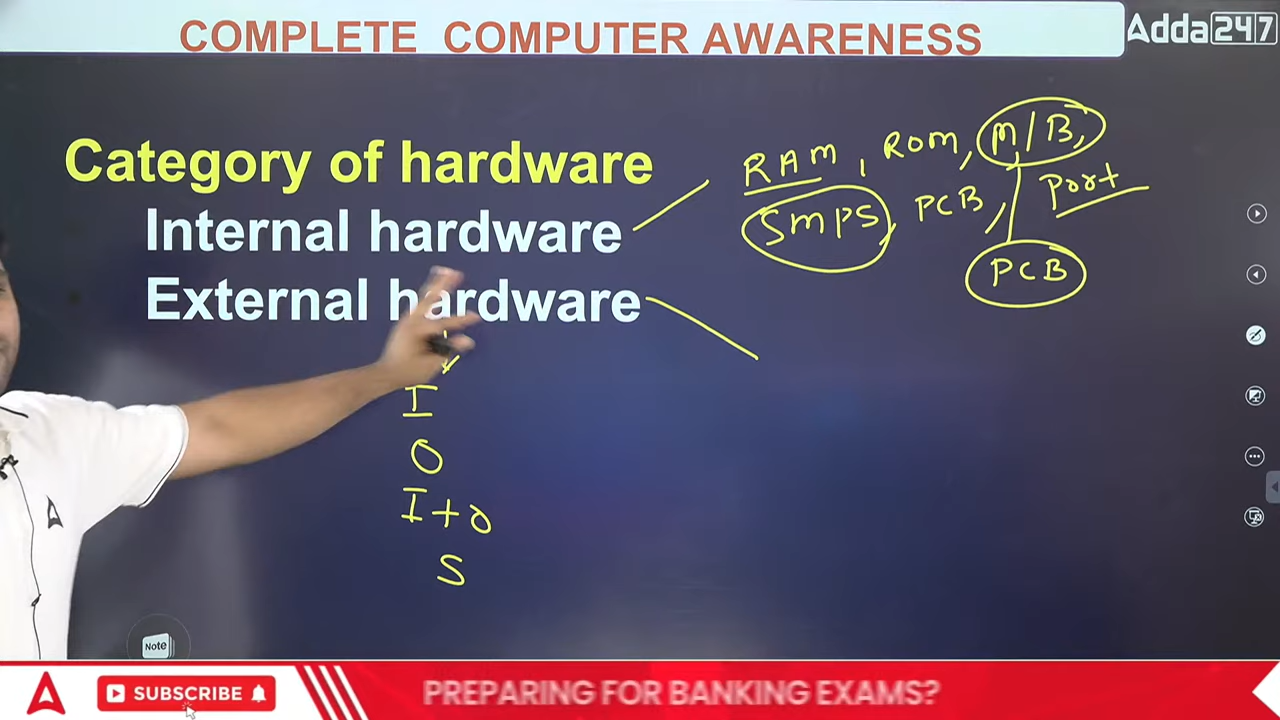 COMPLETE COMPUTER AWARENESS
Adda247
Category of hardware
Internal hardware
External hardware
RAM, ROM, M/B,
SMPS, PCB, Port
PCB
I
O
I+O
S
Note
SUBSCRIBE
PREPARING FOR BANKING EXAMS?